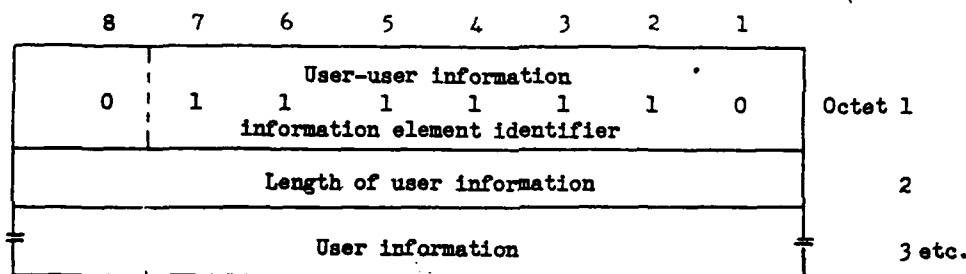 8 7 6 5 4 3 2 1
User-user information
0 1 1 1 1 1 1 0 Octet 1
information element identifier
Length of user information 2
User information 3 etc.